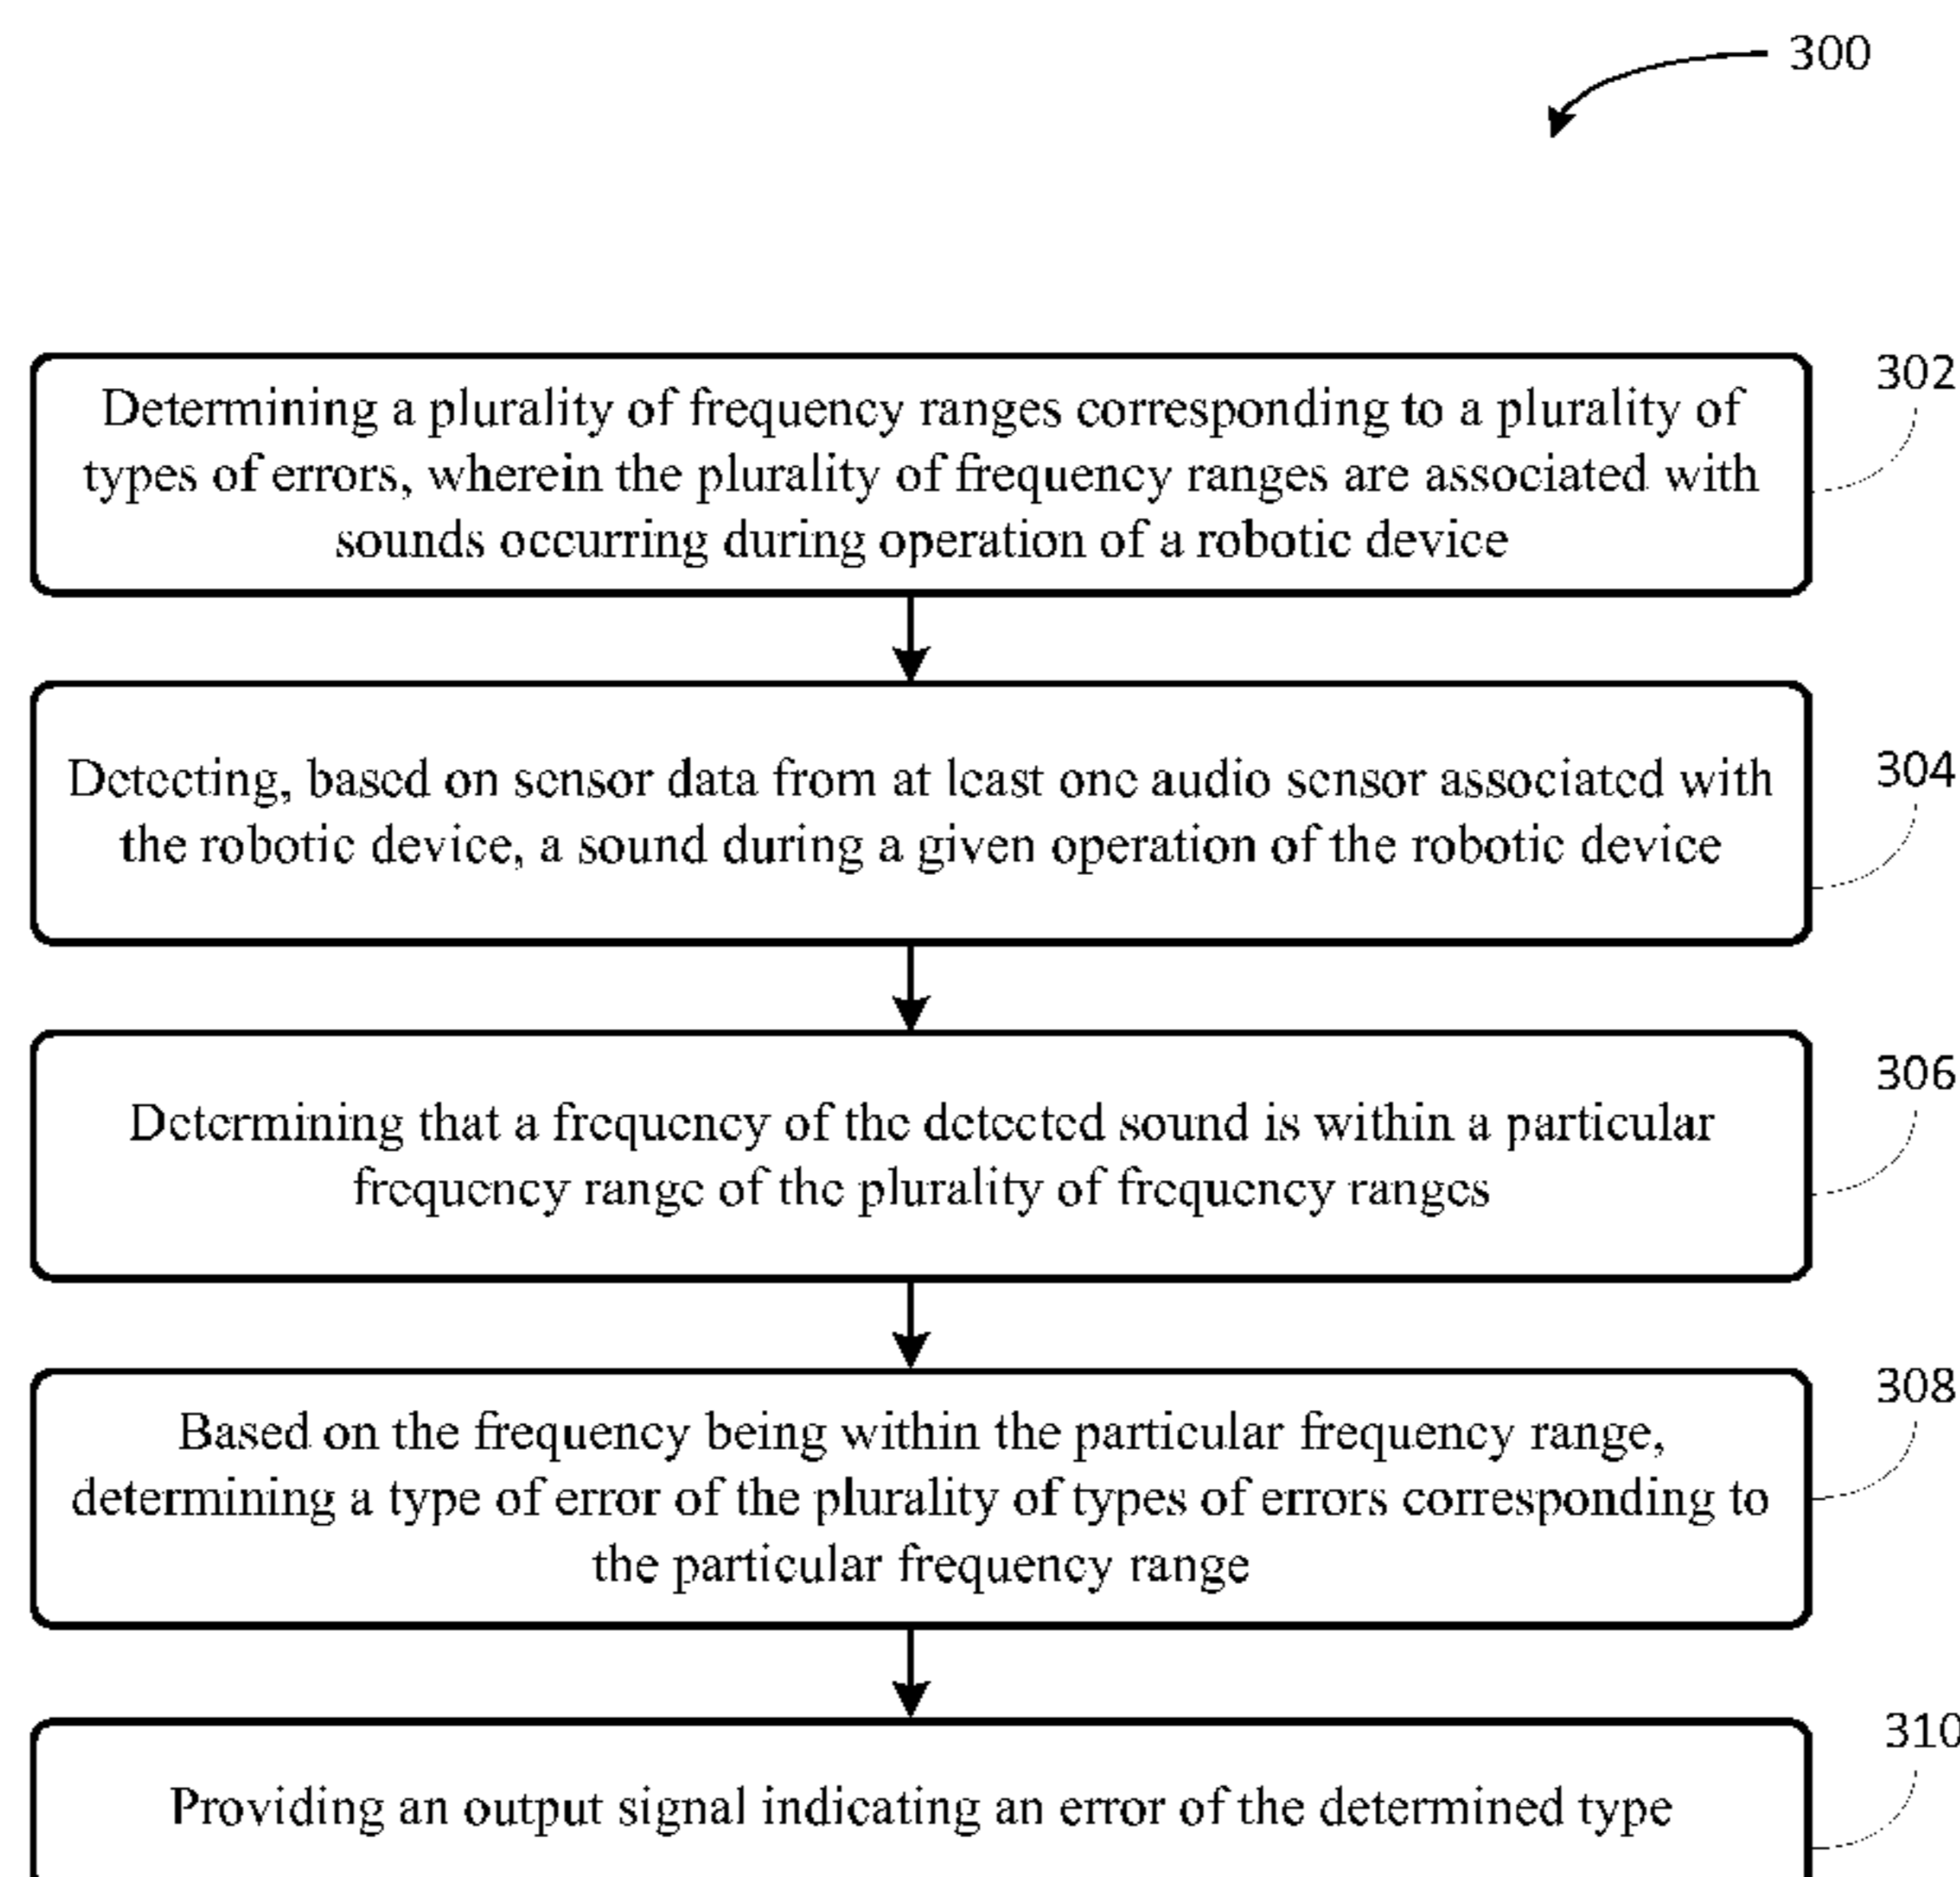 300
302
Determining a plurality of frequency ranges corresponding to a plurality of
types of errors, wherein the plurality of frequency ranges are associated with
sounds occurring during operation of a robotic device
304
Detecting, based on sensor data from at least one audio sensor associated with
the robotic device, a sound during a given operation of the robotic device
306
Determining that a frequency of the detected sound is within a particular
frequency range of the plurality of frequency ranges
308
Based on the frequency being within the particular frequency range,
determining a type of error of the plurality of types of errors corresponding to
the particular frequency range
310
Providing an output signal indicating an error of the determined type